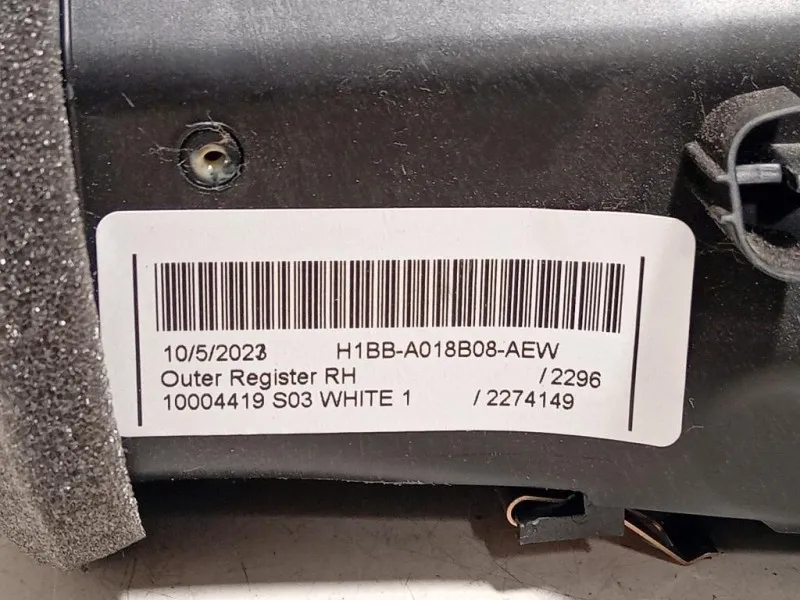 10/5/2023 H1BB-A018B08-AEW
Outer Register RH /2296
10004419 S03 WHITE 1 /2274149